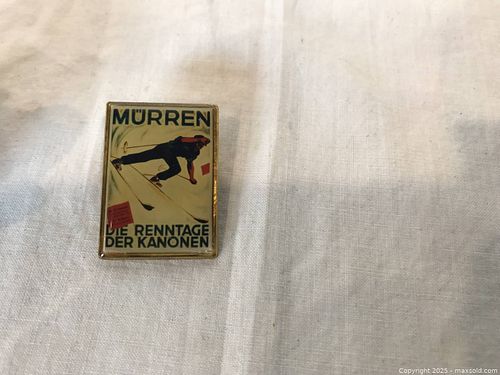 MÜRREN
DIE RENNTAGE
DER KANONEN
Copyright 2025 - maxsold.com